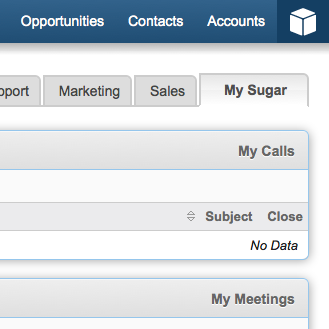 Opportunities Contacts Accounts
pport Marketing Sales My Sugar
My Calls
Subject Close
No Data
My Meetings